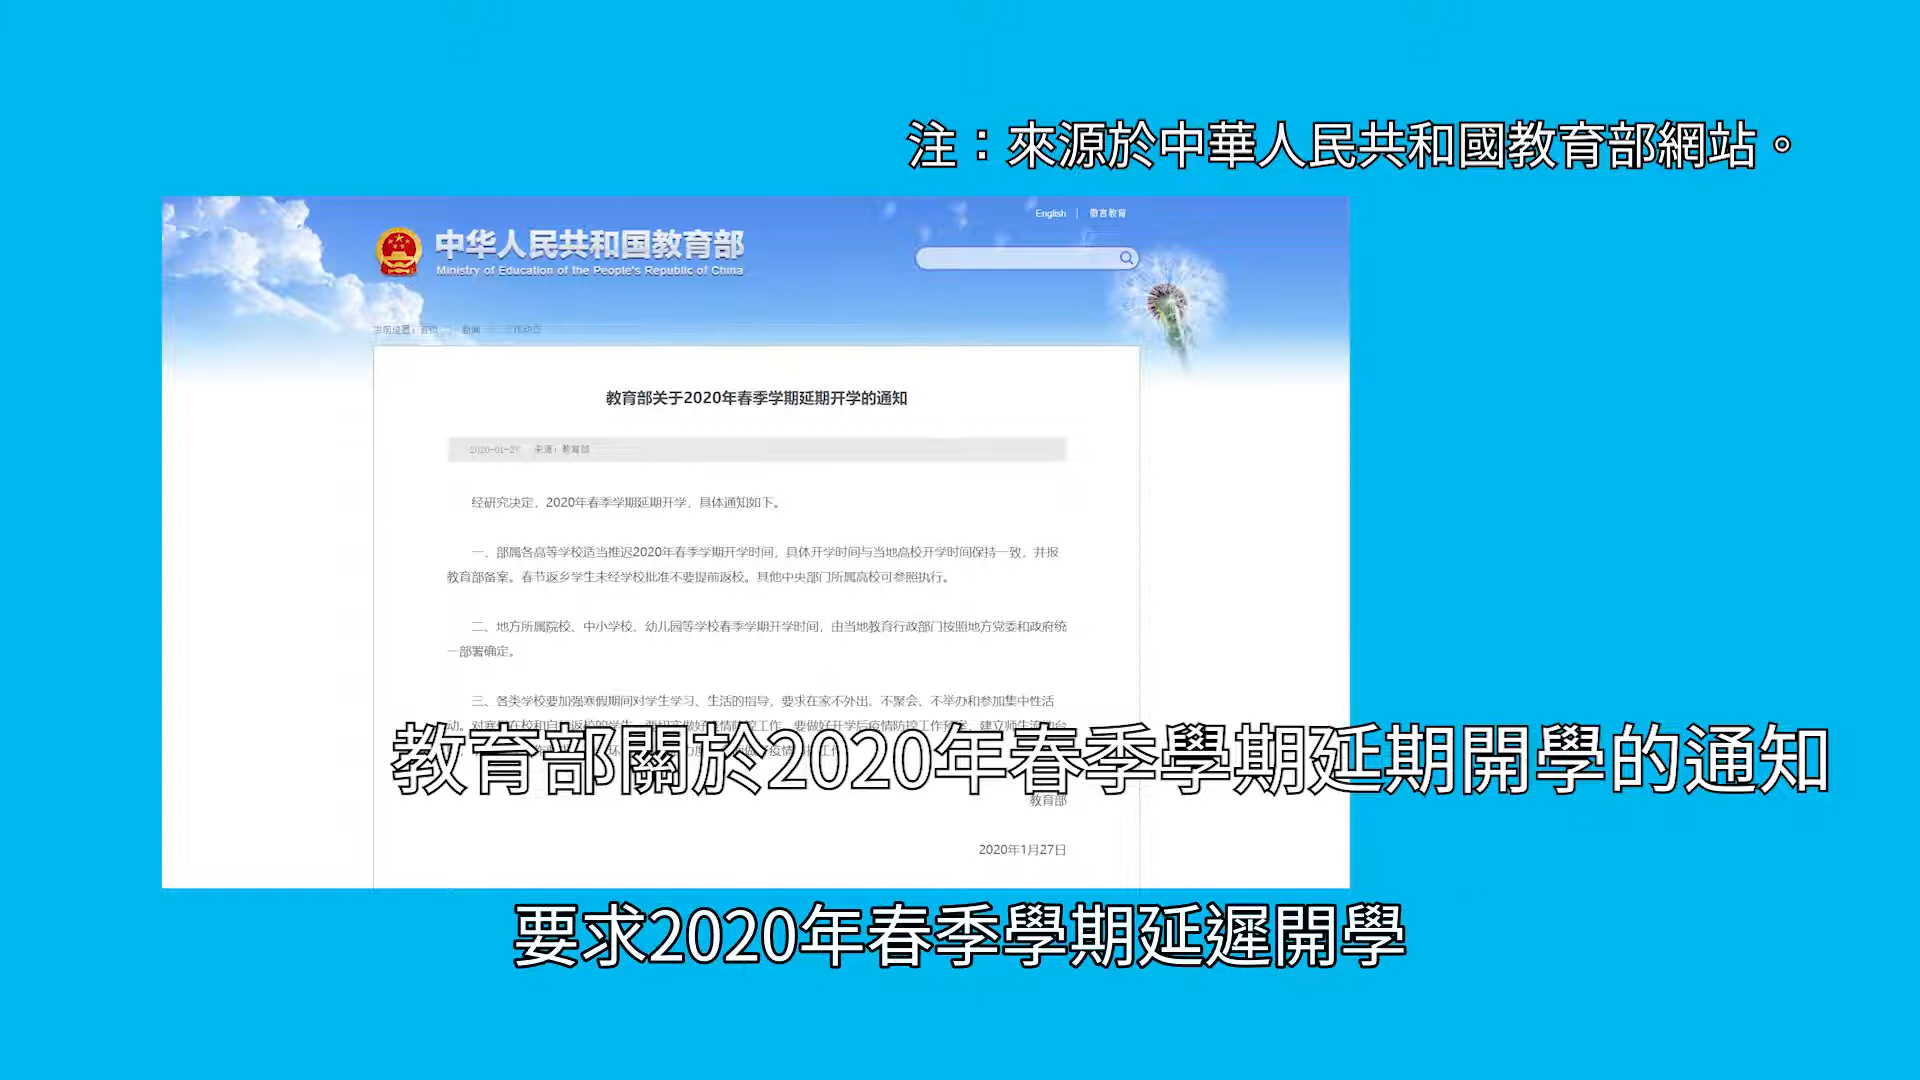 注：來源於中華人民共和國教育部網站。
English | 微言教育
中华人民共和国教育部
Ministry of Education of the People's Republic of China
当前位置：首页 新闻
教育部关于2020年春季学期延期开学的通知
2020-01-27 来源：教育部
经研究决定，2020年春季学期延期开学，具体通知如下。
一、部属各高等学校适当推迟2020年春季学期开学时间，具体开学时间与当地高校开学时间保持一致，并报
教育部备案。春节返乡学生未经学校批准不要提前返校。其他中央部门所属高校可参照执行。
二、地方所属院校、中小学校、幼儿园等学校春季学期开学时间，由当地教育行政部门按照地方党委和政府统
一部署确定。
三、各类学校要加强寒假期间对学生学习、生活的指导，要求在家不外出、不聚会、不举办和参加集中性活
教育部關於2020年春季學期延期開學的通知
教育部
2020年1月27日
要求2020年春季學期延遲開學